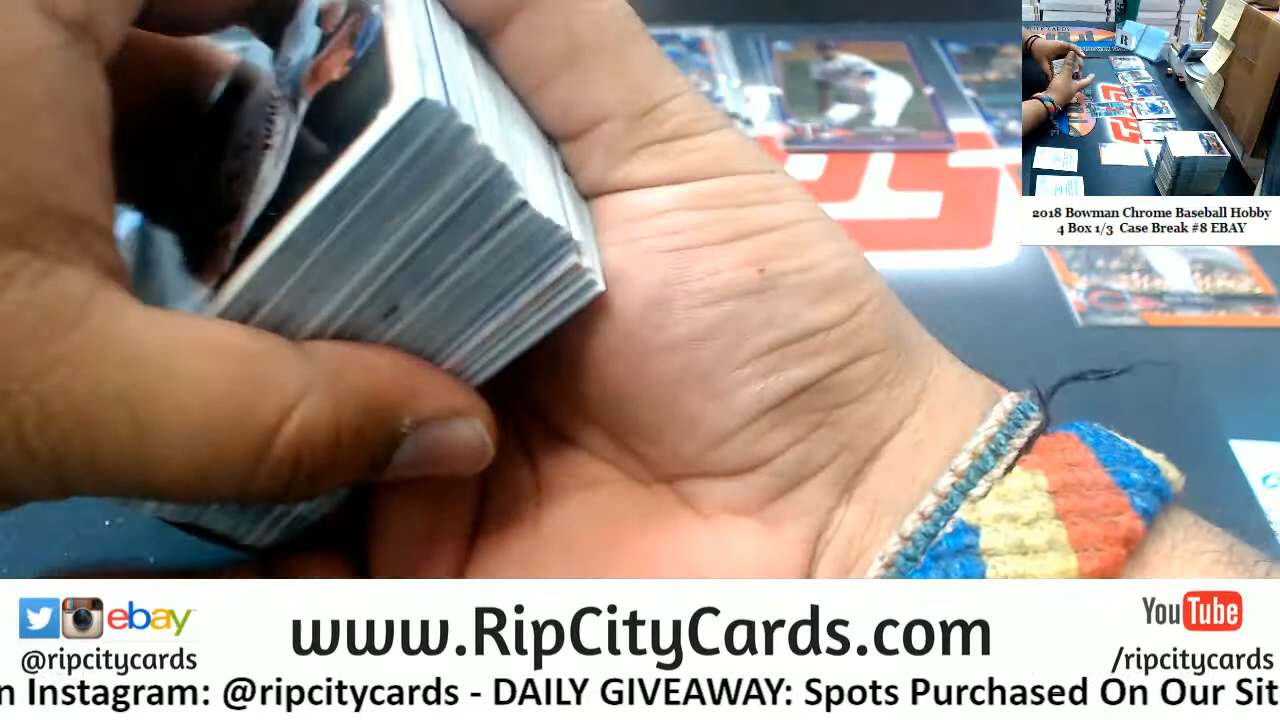 2018 Bowman Chrome Baseball Hobby
4 Box 1/3 Case Break #8 EBAY
ebay
@ripcitycards
www.RipCityCards.com
YouTube
/ripcitycards
n Instagram: @ripcitycards - DAILY GIVEAWAY: Spots Purchased On Our Sit